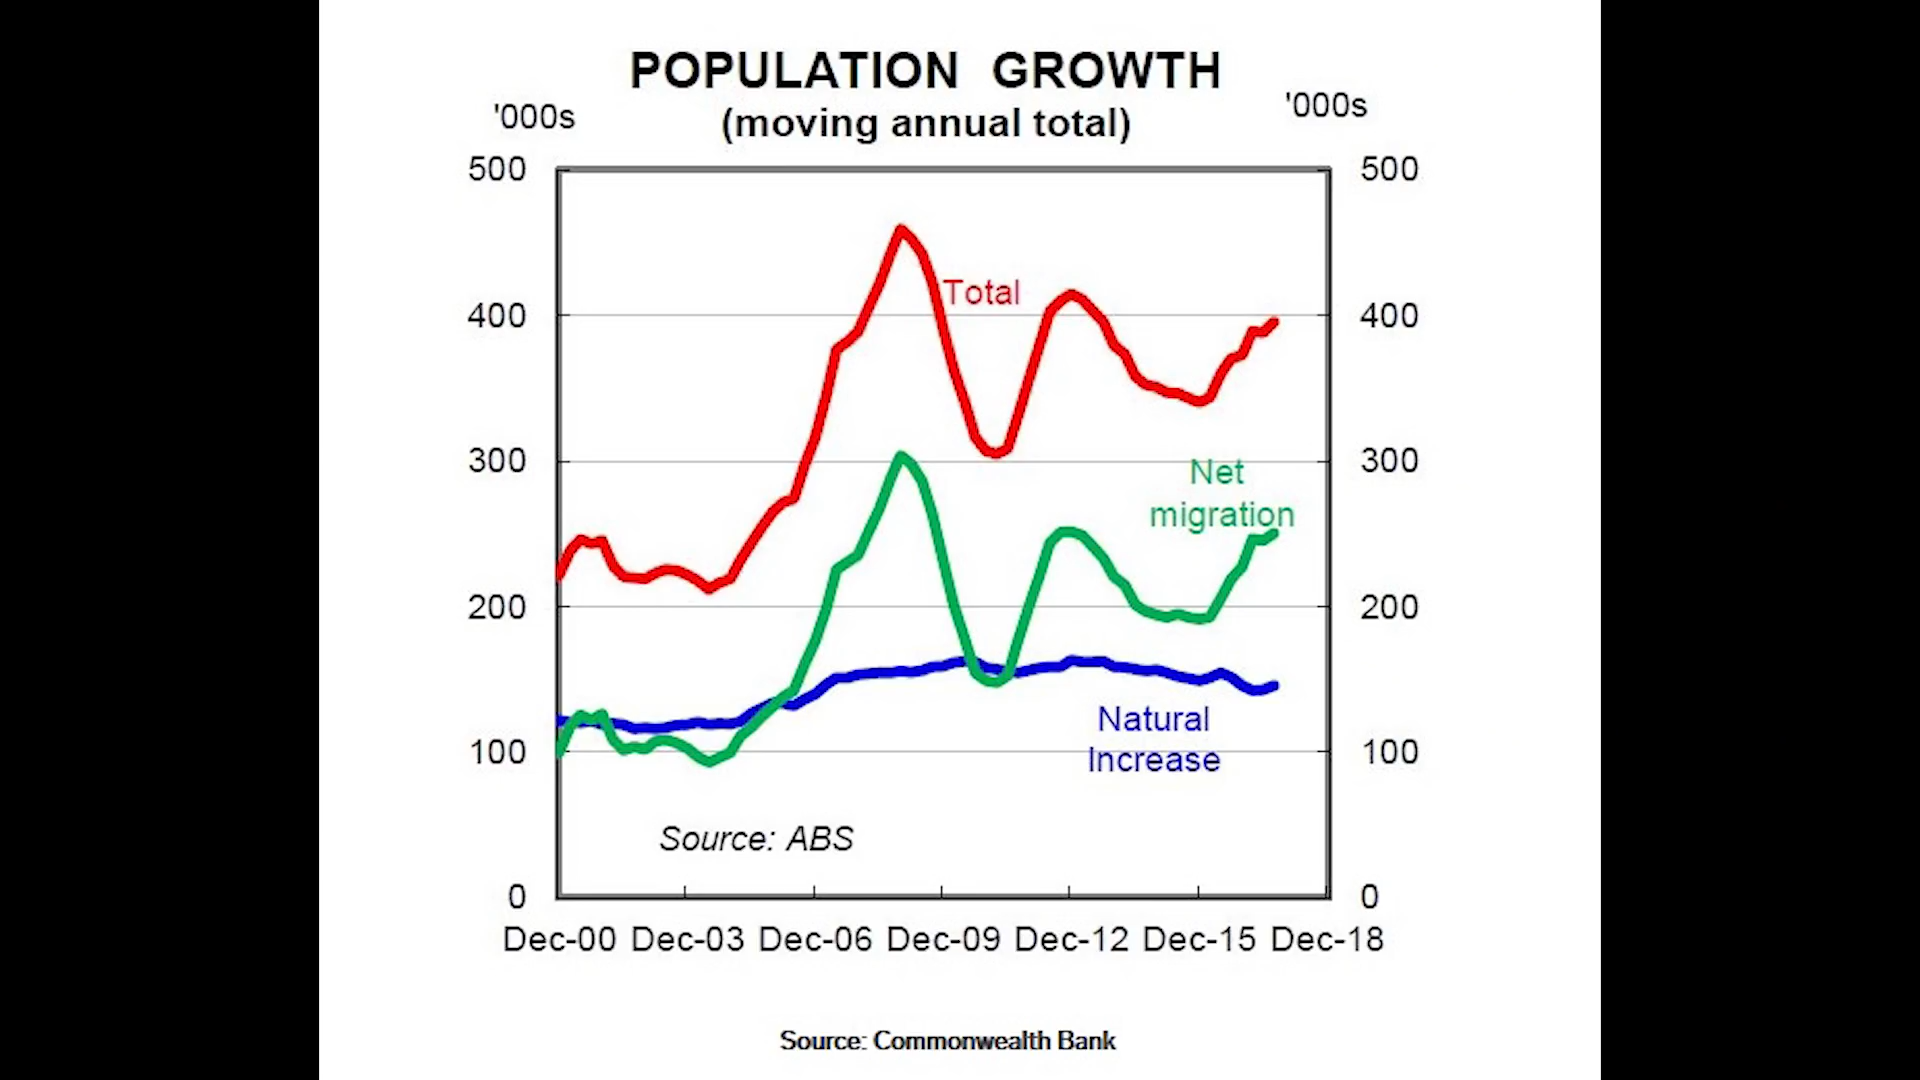 POPULATION GROWTH
(moving annual total)
'000s
'000s
500
500
400
400
300
300
200
200
100
100
0
0
Total
Net
migration
Natural
Increase
Source: ABS
Dec-00 Dec-03 Dec-06 Dec-09 Dec-12 Dec-15 Dec-18
Source: Commonwealth Bank